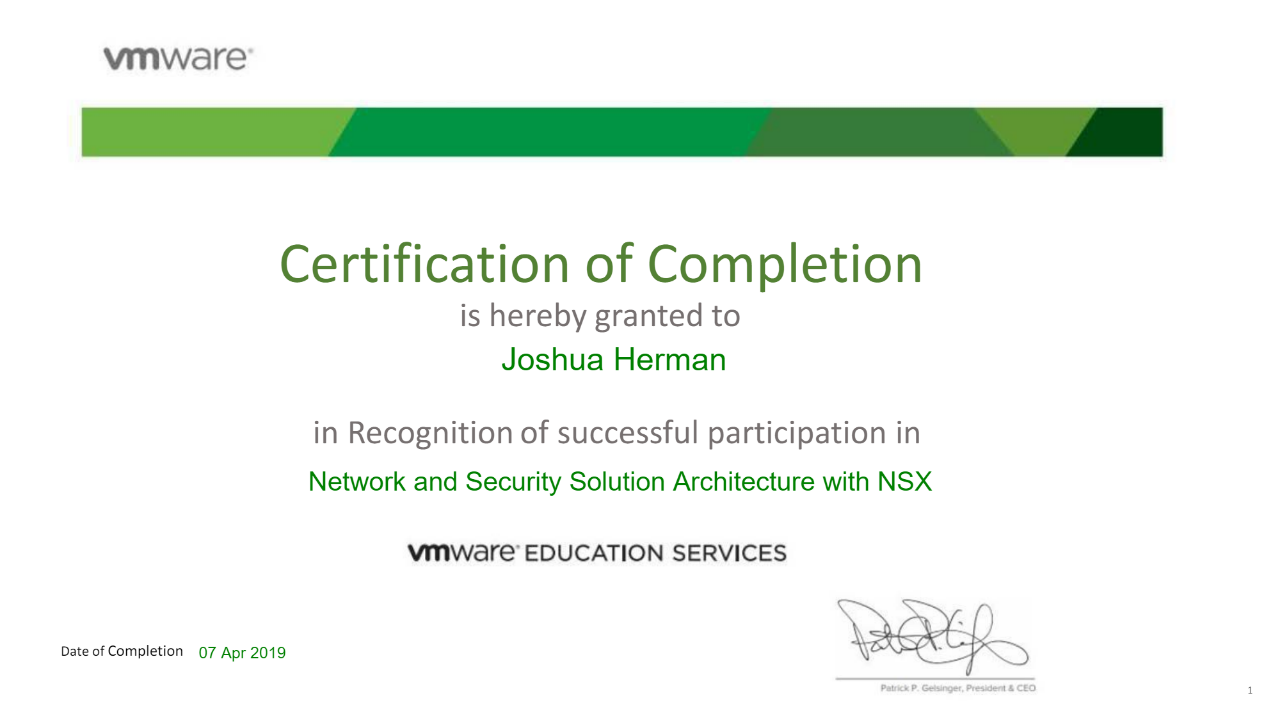 vmware®
Certification of Completion
is hereby granted to
Joshua Herman
in Recognition of successful participation in
Network and Security Solution Architecture with NSX
vmware® EDUCATION SERVICES
Date of Completion 07 Apr 2019
Patrick P. Gelsinger, President & CEO
1